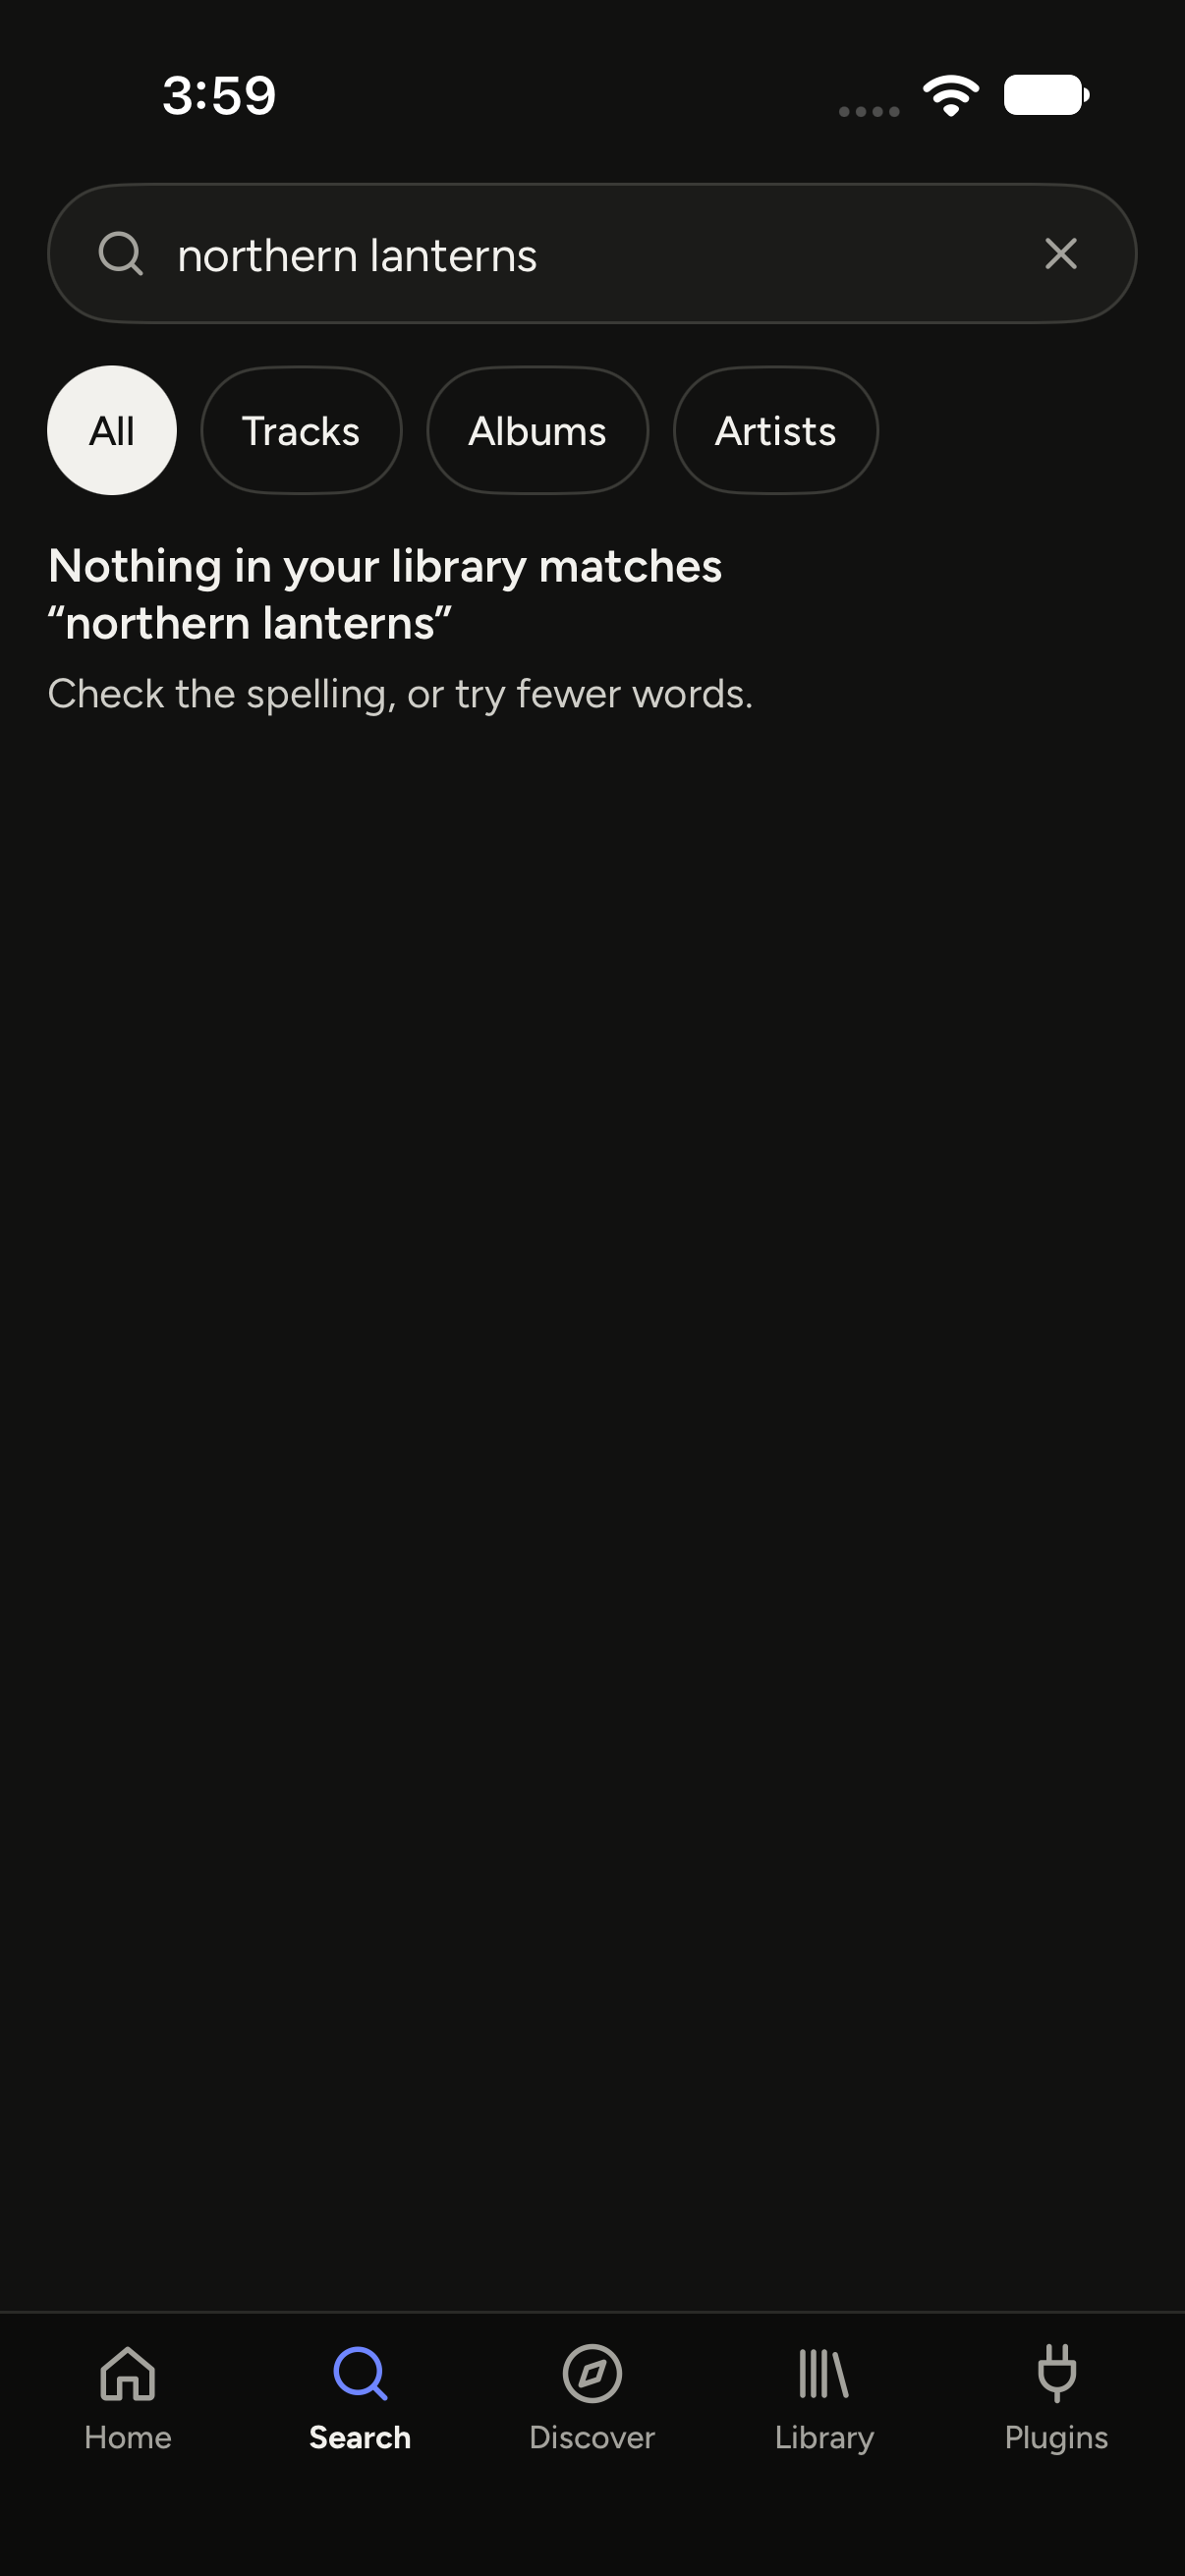 3:59
northern lanterns
All
Tracks
Albums
Artists
Nothing in your library matches
“northern lanterns”
Check the spelling, or try fewer words.
Home
Search
Discover
Library
Plugins